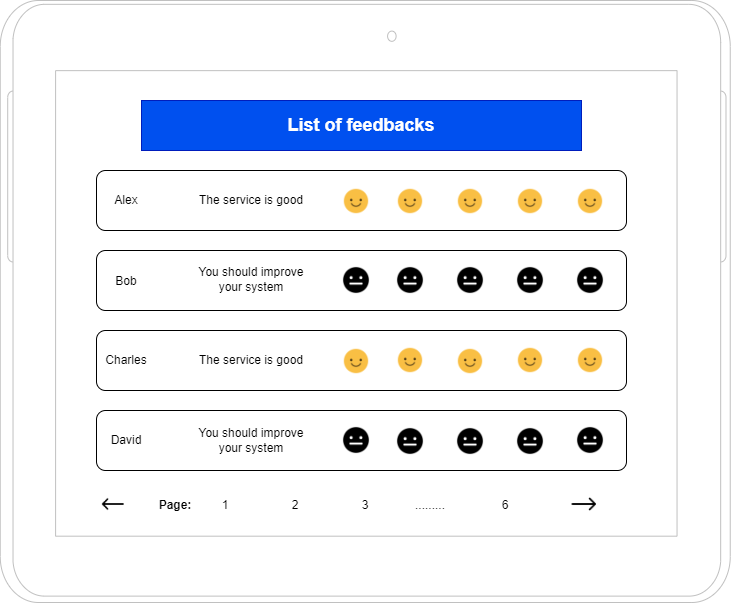 List of feedbacks
Alex The service is good
Bob You should improve
your system
Charles The service is good
David You should improve
your system
Page: 1 2 3 ......... 6